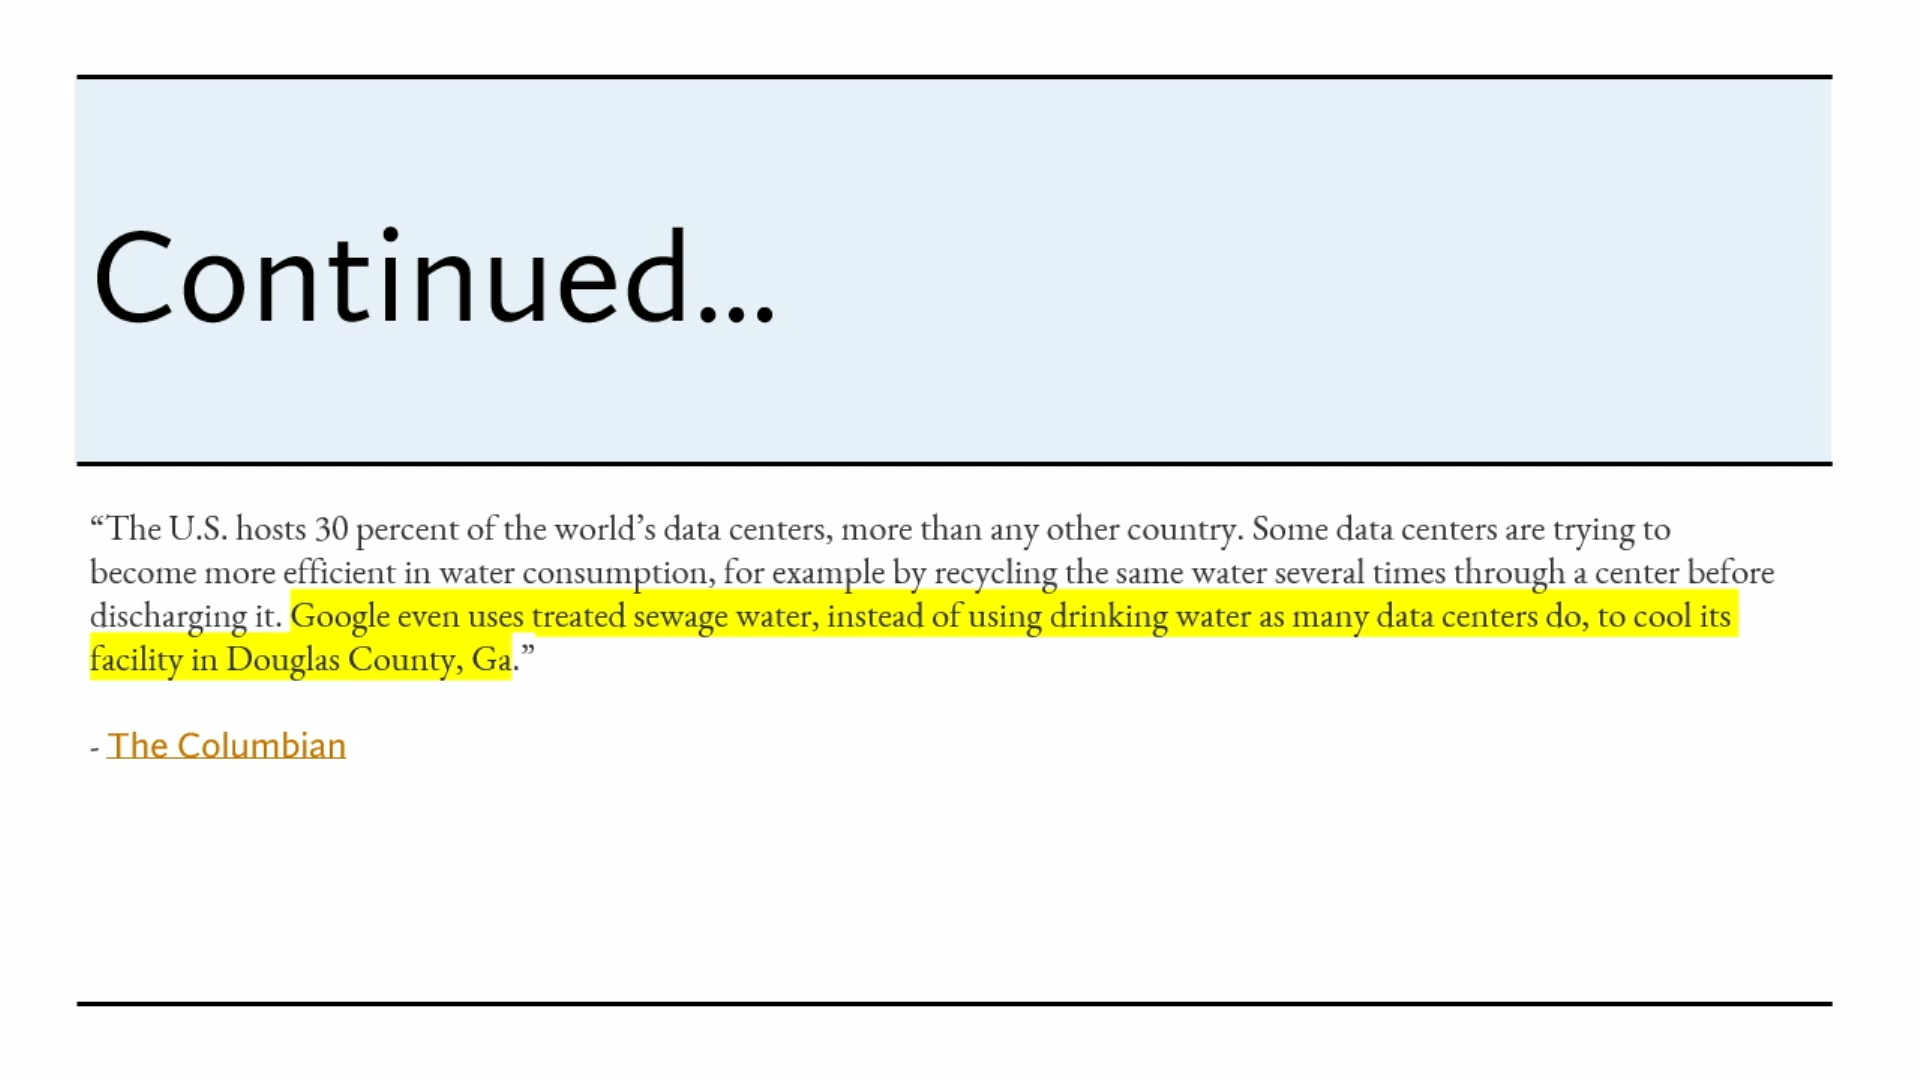 Continued...
“The U.S. hosts 30 percent of the world’s data centers, more than any other country. Some data centers are trying to
become more efficient in water consumption, for example by recycling the same water several times through a center before
discharging it. Google even uses treated sewage water, instead of using drinking water as many data centers do, to cool its
facility in Douglas County, Ga.”
- The Columbian